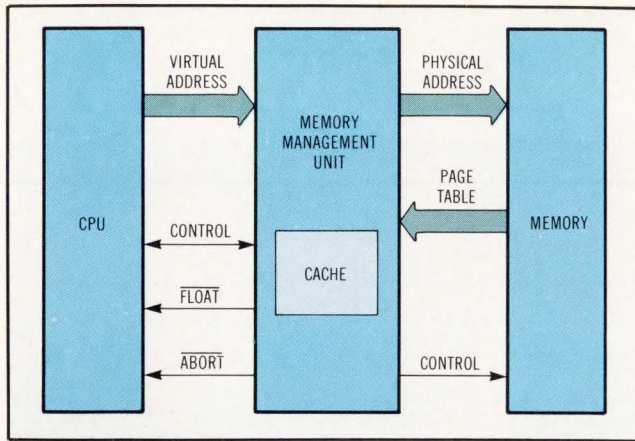 VIRTUAL
ADDRESS
PHYSICAL
ADDRESS
MEMORY
MANAGEMENT
UNIT
PAGE
TABLE
CPU
MEMORY
CONTROL
CACHE
FLOAT
ABORT
CONTROL